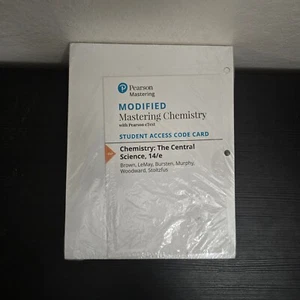 Pearson
Mastering
MODIFIED
Mastering Chemistry
with Pearson eText
STUDENT ACCESS CODE CARD
Chemistry: The Central
Science, 14/e
Brown, LeMay, Bursten, Murphy,
Woodward, Stoltzfus